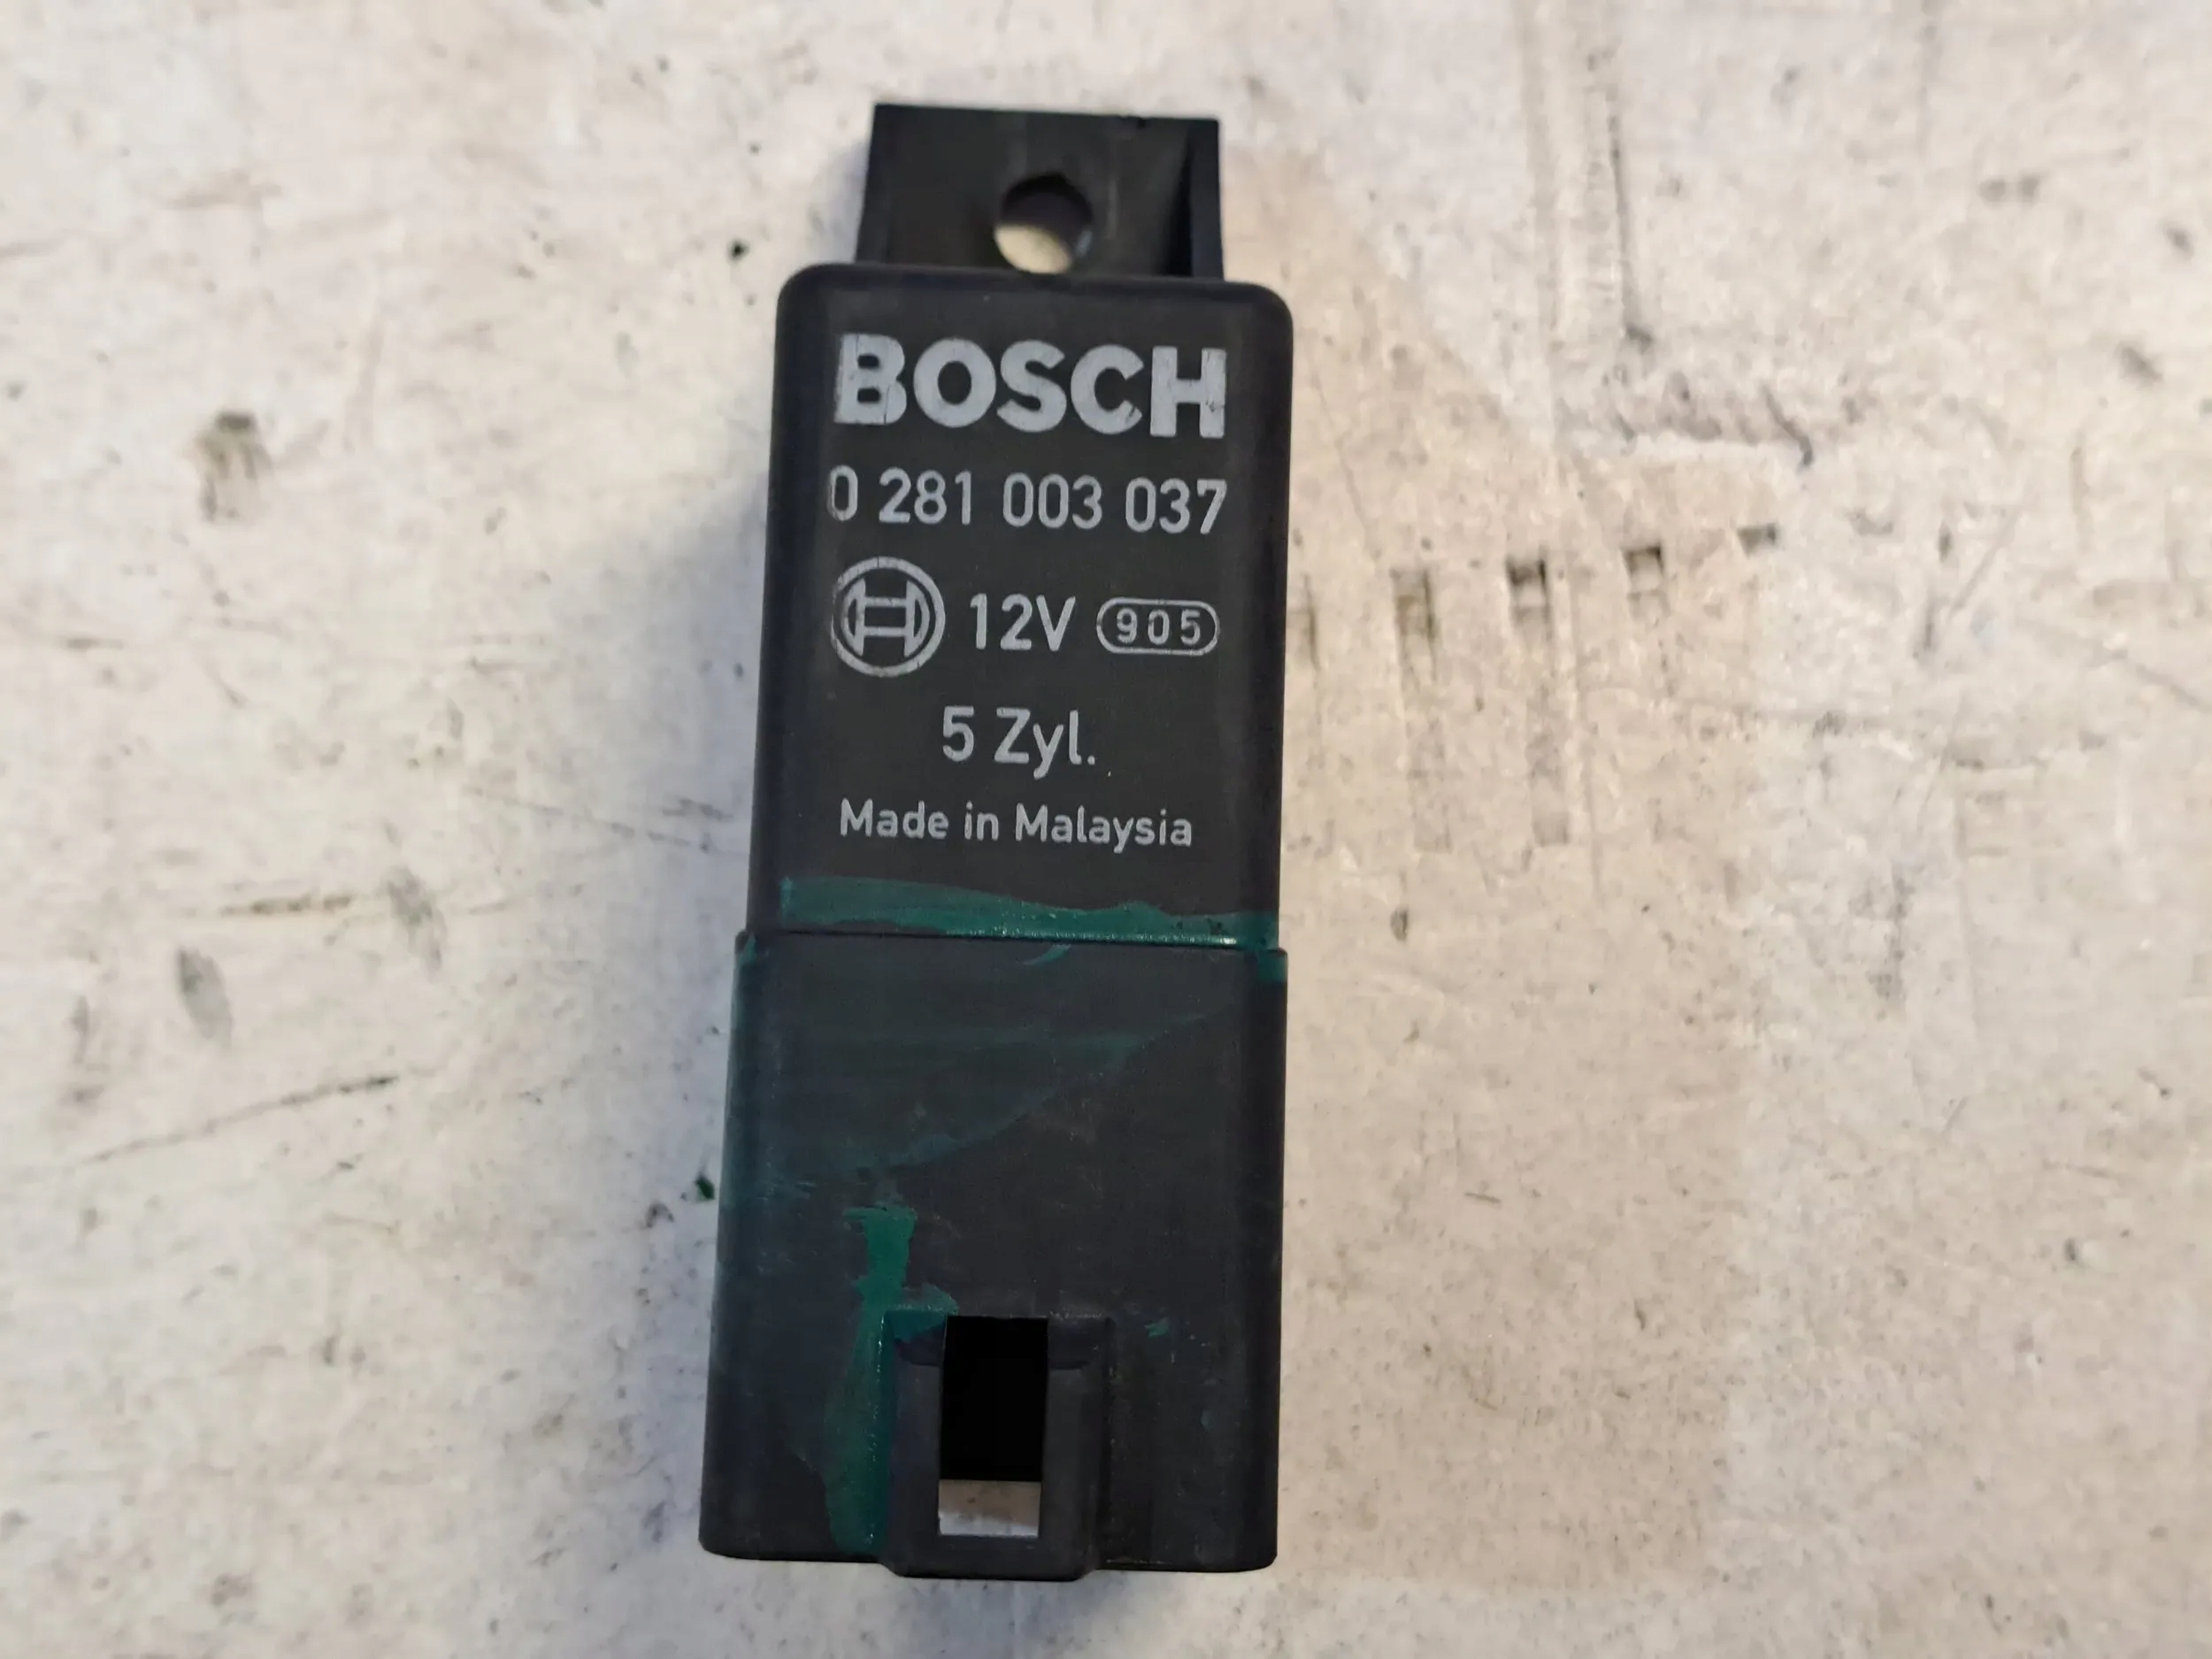 BOSCH
0 281 003 037
12V 905
5 Zyl.
Made in Malaysia